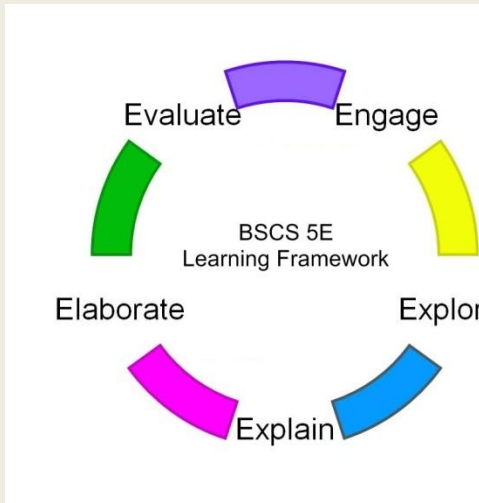 Evaluate
Engage
BSCS 5E
Learning Framework
Elaborate
Explor
Explain